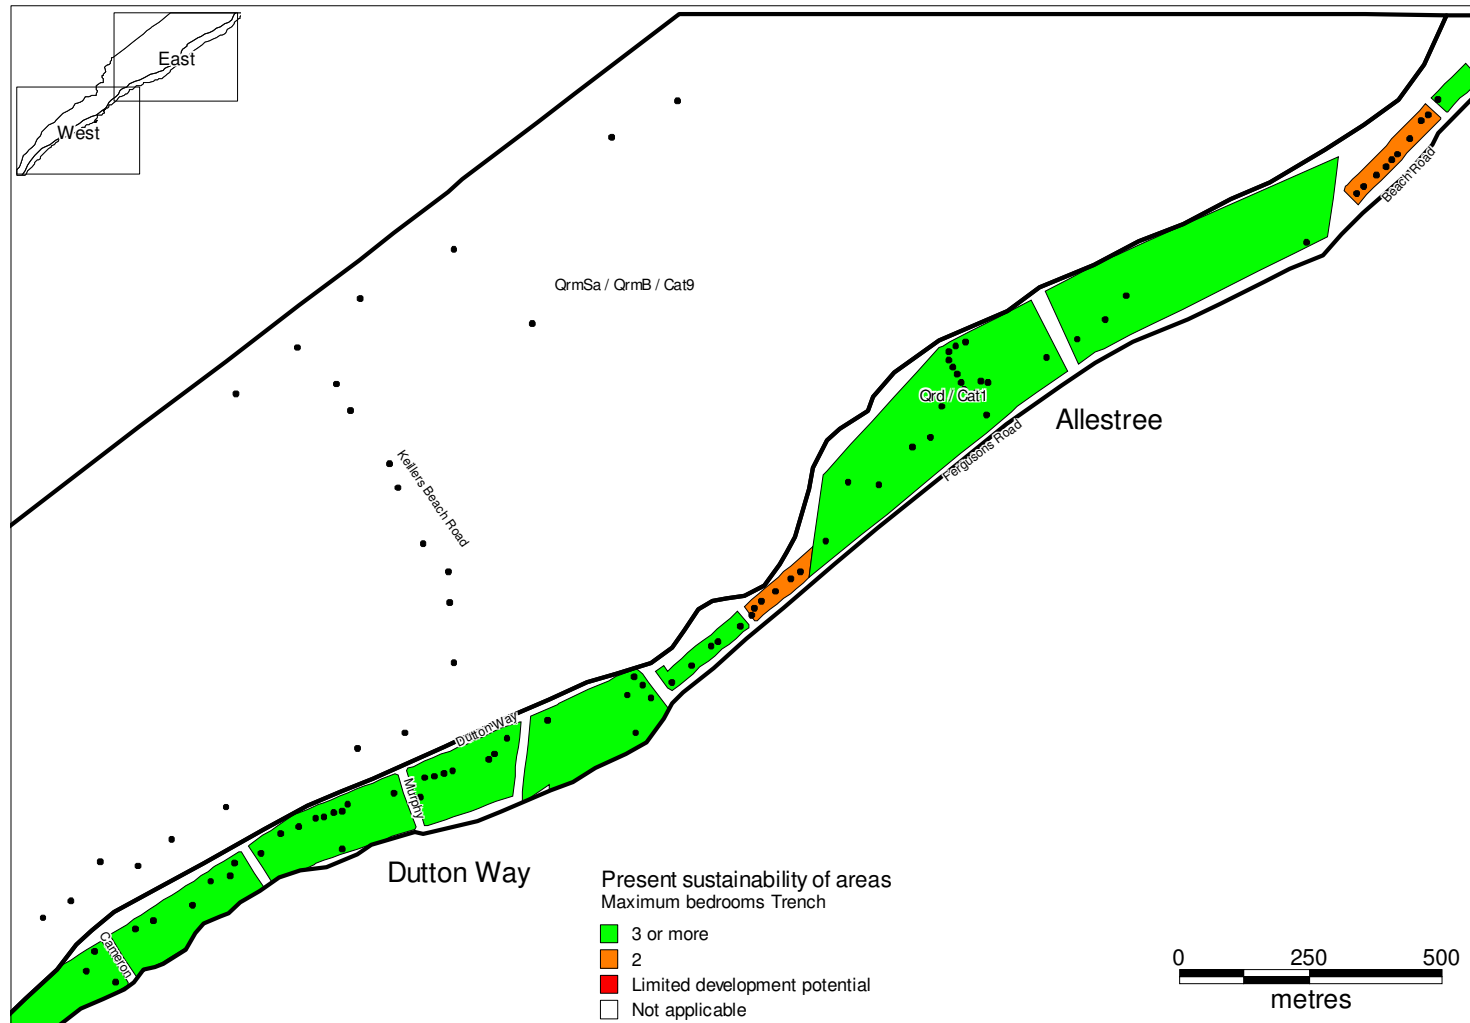 East
West
QrmSa / QrmB / Cat9
Beach Road
Qrd / Cat1
Allestree
Fergusons Road
Keillers Beach Road
Dutton Way
Murphy
Dutton Way
Cameron
Present sustainability of areas
Maximum bedrooms Trench
3 or more
2
Limited development potential
Not applicable
0 250 500
metres